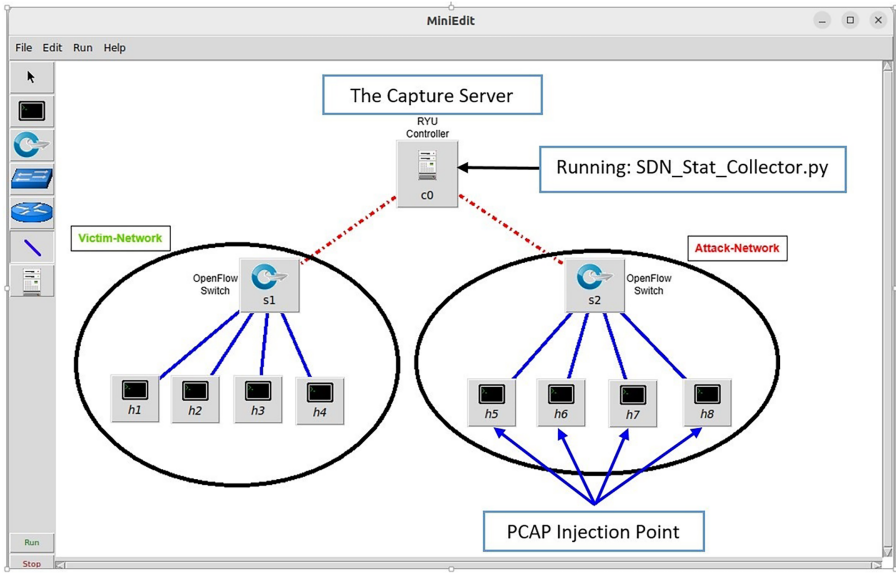 MiniEdit
File Edit Run Help
The Capture Server
RYU
Controller
c0
Running: SDN_Stat_Collector.py
Victim-Network
Attack-Network
OpenFlow
Switch
s1
s2
OpenFlow
Switch
h1 h2 h3 h4
h5 h6 h7 h8
PCAP Injection Point
Run
Stop